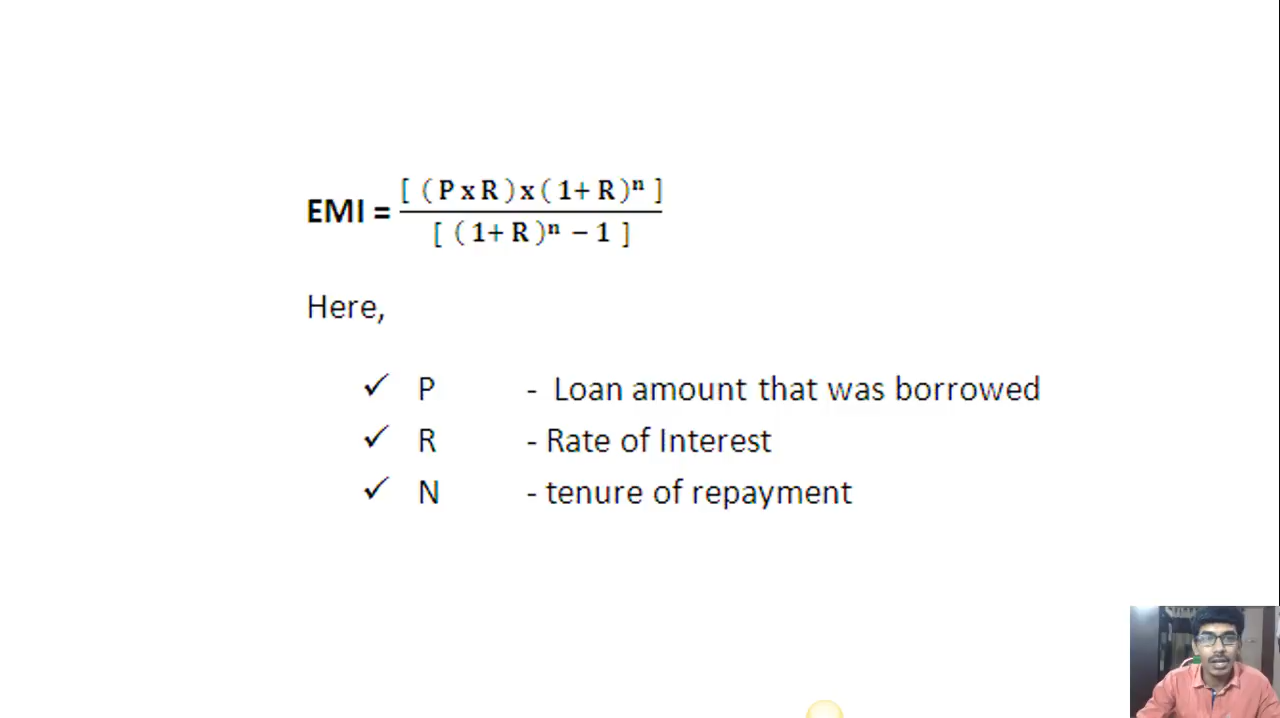 EMI = [ ( P x R ) x ( 1+ R )ⁿ ]
[ ( 1+ R )ⁿ − 1 ]
Here,
✓ P - Loan amount that was borrowed
✓ R - Rate of Interest
✓ N - tenure of repayment